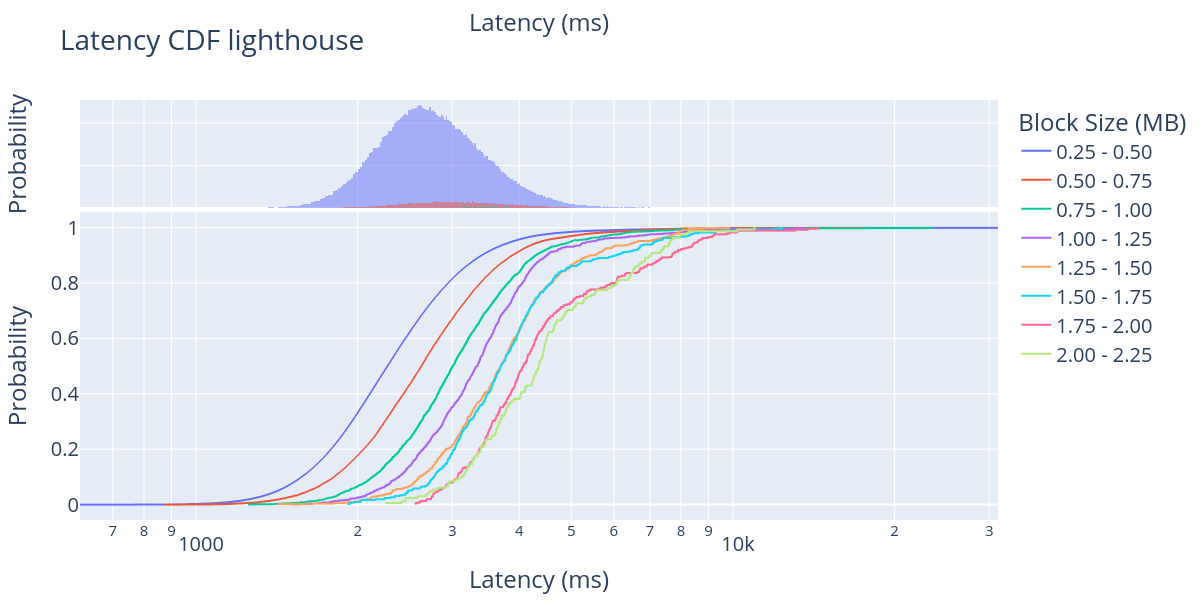 Latency (ms)
Latency CDF lighthouse
Probability
Block Size (MB)
0.25 - 0.50
0.50 - 0.75
0.75 - 1.00
1.00 - 1.25
1.25 - 1.50
1.50 - 1.75
1.75 - 2.00
2.00 - 2.25
Probability
1
0.8
0.6
0.4
0.2
0
7 8 9 2 3 4 5 6 7 8 9 2 3
1000 10k
Latency (ms)